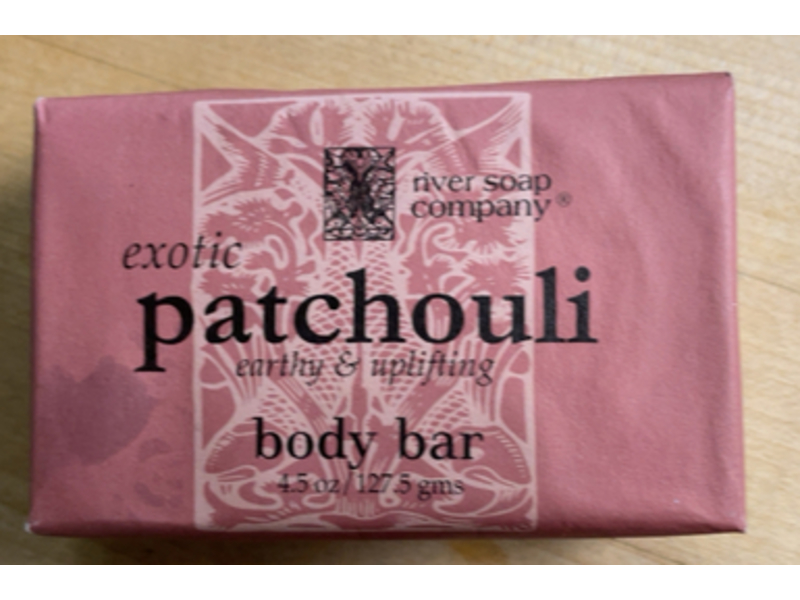 river soap
company®
exotic
patchouli
earthy & uplifting
body bar
4.5 oz/127.5 gms